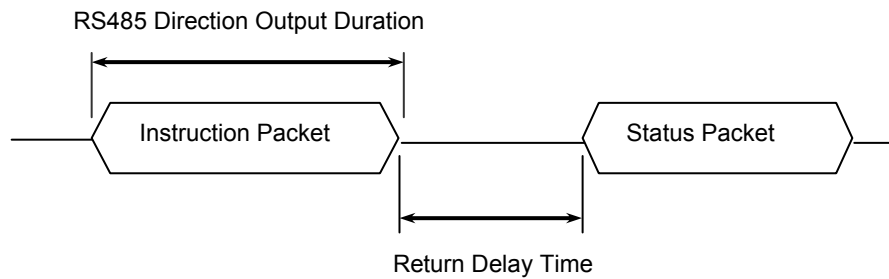 RS485 Direction Output Duration
Instruction Packet
Status Packet
Return Delay Time